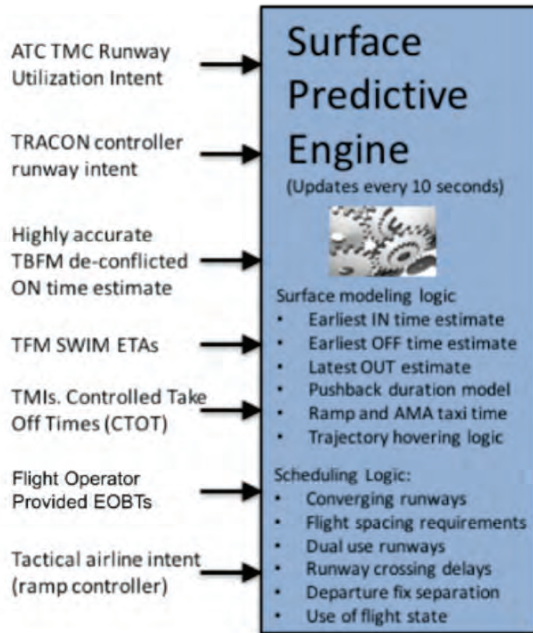 ATC TMC Runway
Utilization Intent
TRACON controller
runway intent
Highly accurate
TBFM de-conflicted
ON time estimate
TFM SWIM ETAs
TMIs. Controlled Take
Off Times (CTOT)
Flight Operator
Provided EOBTs
Tactical airline intent
(ramp controller)
Surface
Predictive
Engine
(Updates every 10 seconds)
Surface modeling logic
• Earliest IN time estimate
• Earliest OFF time estimate
• Latest OUT estimate
• Pushback duration model
• Ramp and AMA taxi time
• Trajectory hovering logic
Scheduling Logic:
• Converging runways
• Flight spacing requirements
• Dual use runways
• Runway crossing delays
• Departure fix separation
• Use of flight state